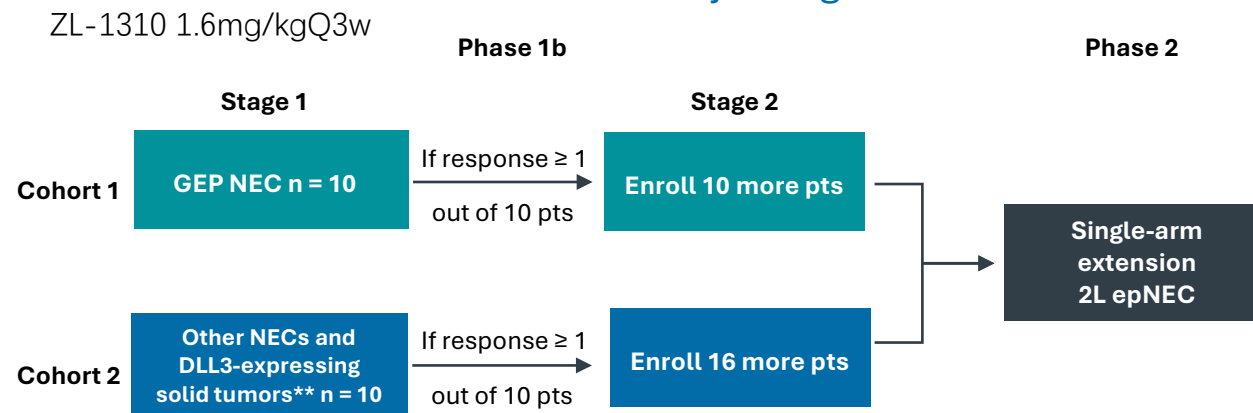 ZL-1310 1.6mg/kgQ3w
Phase 1b
Phase 2
Stage 1
Stage 2
Cohort 1
GEP NEC n = 10
If response ≥ 1
out of 10 pts
Enroll 10 more pts
Single-arm
extension
2L epNEC
Cohort 2
Other NECs and
DLL3-expressing
solid tumors** n = 10
If response ≥ 1
out of 10 pts
Enroll 16 more pts